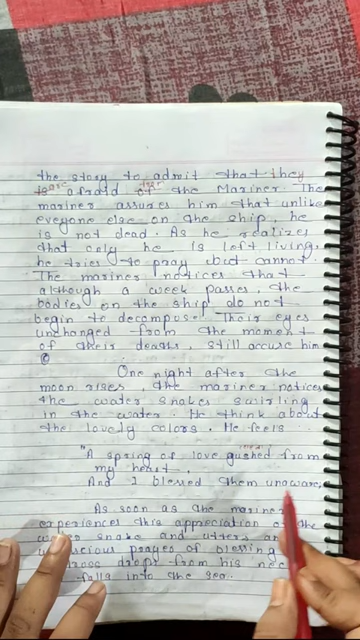 the story to admit that they
are afraid of the Mariner. The
mariner assures him that unlike
eveyone else on the ship, he
is not dead. As he realizes
that only he is left living,
he tries to pray but cannot.
The mariner notices that
although a week passes, the
bodies on the ship do not
begin to decompose. Their eyes
unchanged from the moment
of their deaths, still accuse him
One night after the
moon rises, the mariner notices
the water snakes swirling
in the water. He think about
the lovely colors. He feels :
"A spring of love gushed from
my heart,
And I blessed them unaware;
As soon as the mariner
experiences this appreciation of the
snake and utters an
prayer of blessing
drops from his nec
falls into the sea.